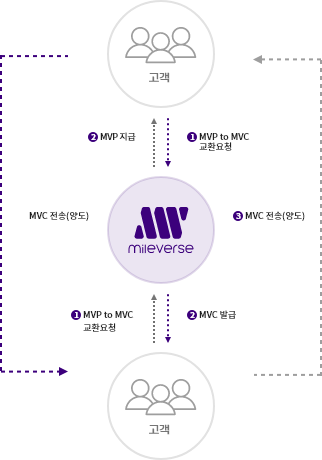 고객
2 MVP 지급
1 MVP to MVC
교환요청
MVC 전송(양도)
mileverse
3 MVC 전송(양도)
1 MVP to MVC
교환요청
2 MVC 발급
고객